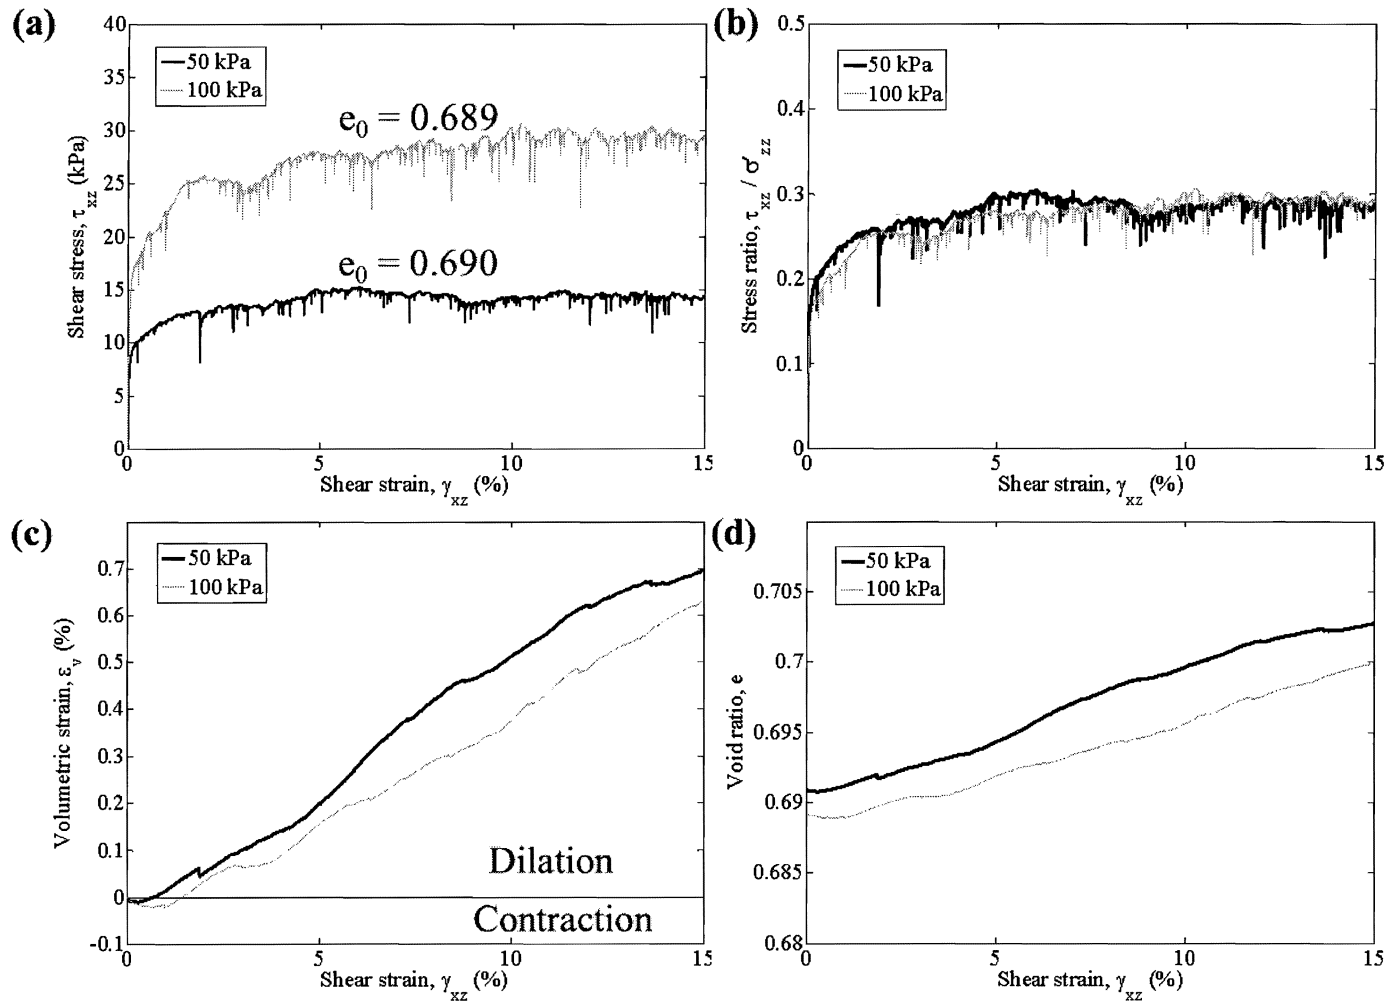 (a)
40
35
30
25
20
15
10
5
0
Shear stress, τxz (kPa)
50 kPa
100 kPa
e0 = 0.689
e0 = 0.690
0 5 10 15
Shear strain, γxz (%)
(b)
0.5
0.4
0.3
0.2
0.1
0
Stress ratio, τxz / σ'zz
50 kPa
100 kPa
0 5 10 15
Shear strain, γxz (%)
(c)
0.7
0.6
0.5
0.4
0.3
0.2
0.1
0
-0.1
Volumetric strain, εv (%)
50 kPa
100 kPa
Dilation
Contraction
0 5 10 15
Shear strain, γxz (%)
(d)
0.705
0.7
0.695
0.69
0.685
0.68
Void ratio, e
50 kPa
100 kPa
0 5 10 15
Shear strain, γxz (%)